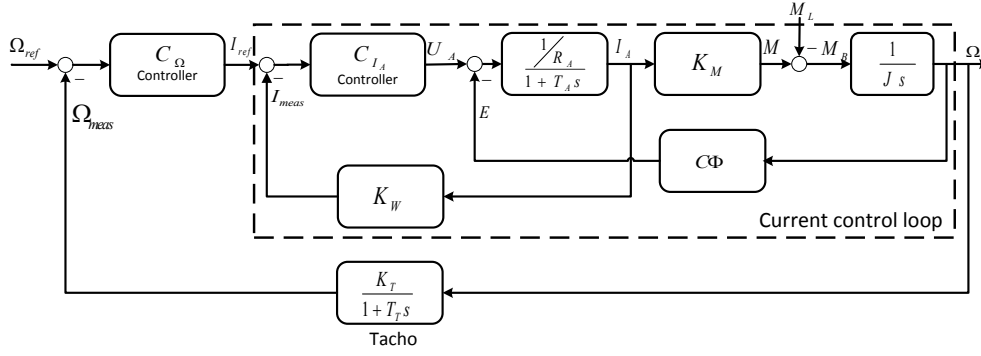 Ω_ref
−
C_Ω
Controller
I_ref
−
I_meas
C_{I_A}
Controller
U_A
−
E
1/R_A
1 + T_A s
I_A
K_M
M
M_L
−
M_B
1
J s
Ω
Ω_meas
CΦ
K_W
Current control loop
K_T
1 + T_T s
Tacho